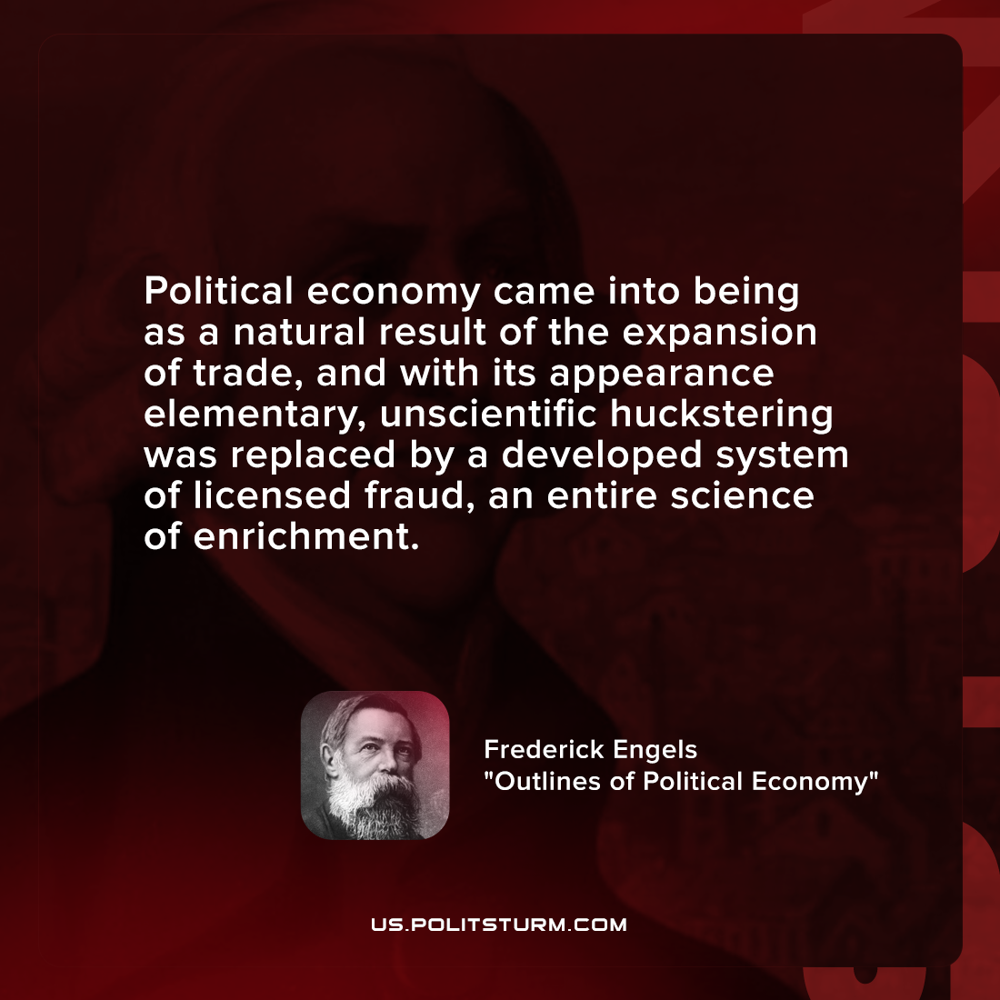 Political economy came into being
as a natural result of the expansion
of trade, and with its appearance
elementary, unscientific huckstering
was replaced by a developed system
of licensed fraud, an entire science
of enrichment.
Frederick Engels
"Outlines of Political Economy"
US.POLITSTURM.COM